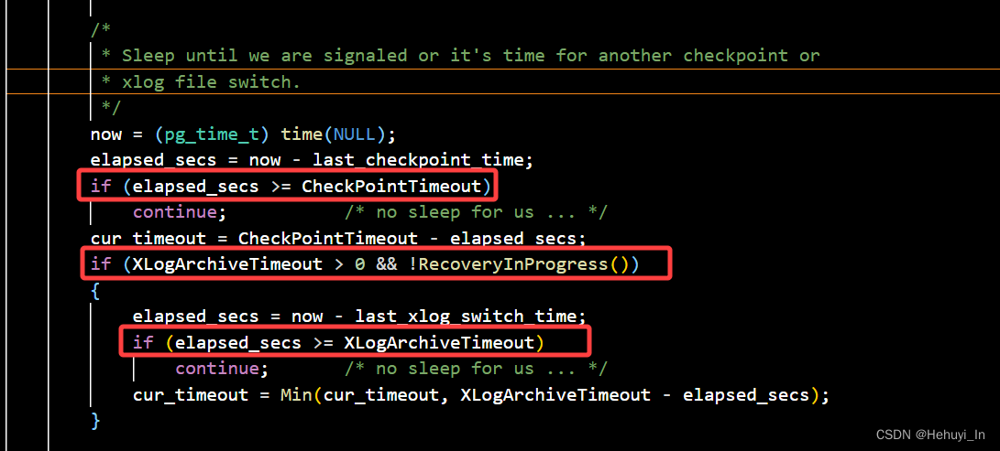 /*
* Sleep until we are signaled or it's time for another checkpoint or
* xlog file switch.
*/
now = (pg_time_t) time(NULL);
elapsed_secs = now - last_checkpoint_time;
if (elapsed_secs >= CheckPointTimeout)
continue; /* no sleep for us ... */
cur_timeout = CheckPointTimeout - elapsed_secs;
if (XLogArchiveTimeout > 0 && !RecoveryInProgress())
{
elapsed_secs = now - last_xlog_switch_time;
if (elapsed_secs >= XLogArchiveTimeout)
continue; /* no sleep for us ... */
cur_timeout = Min(cur_timeout, XLogArchiveTimeout - elapsed_secs);
}
CSDN @Hehuyi_In